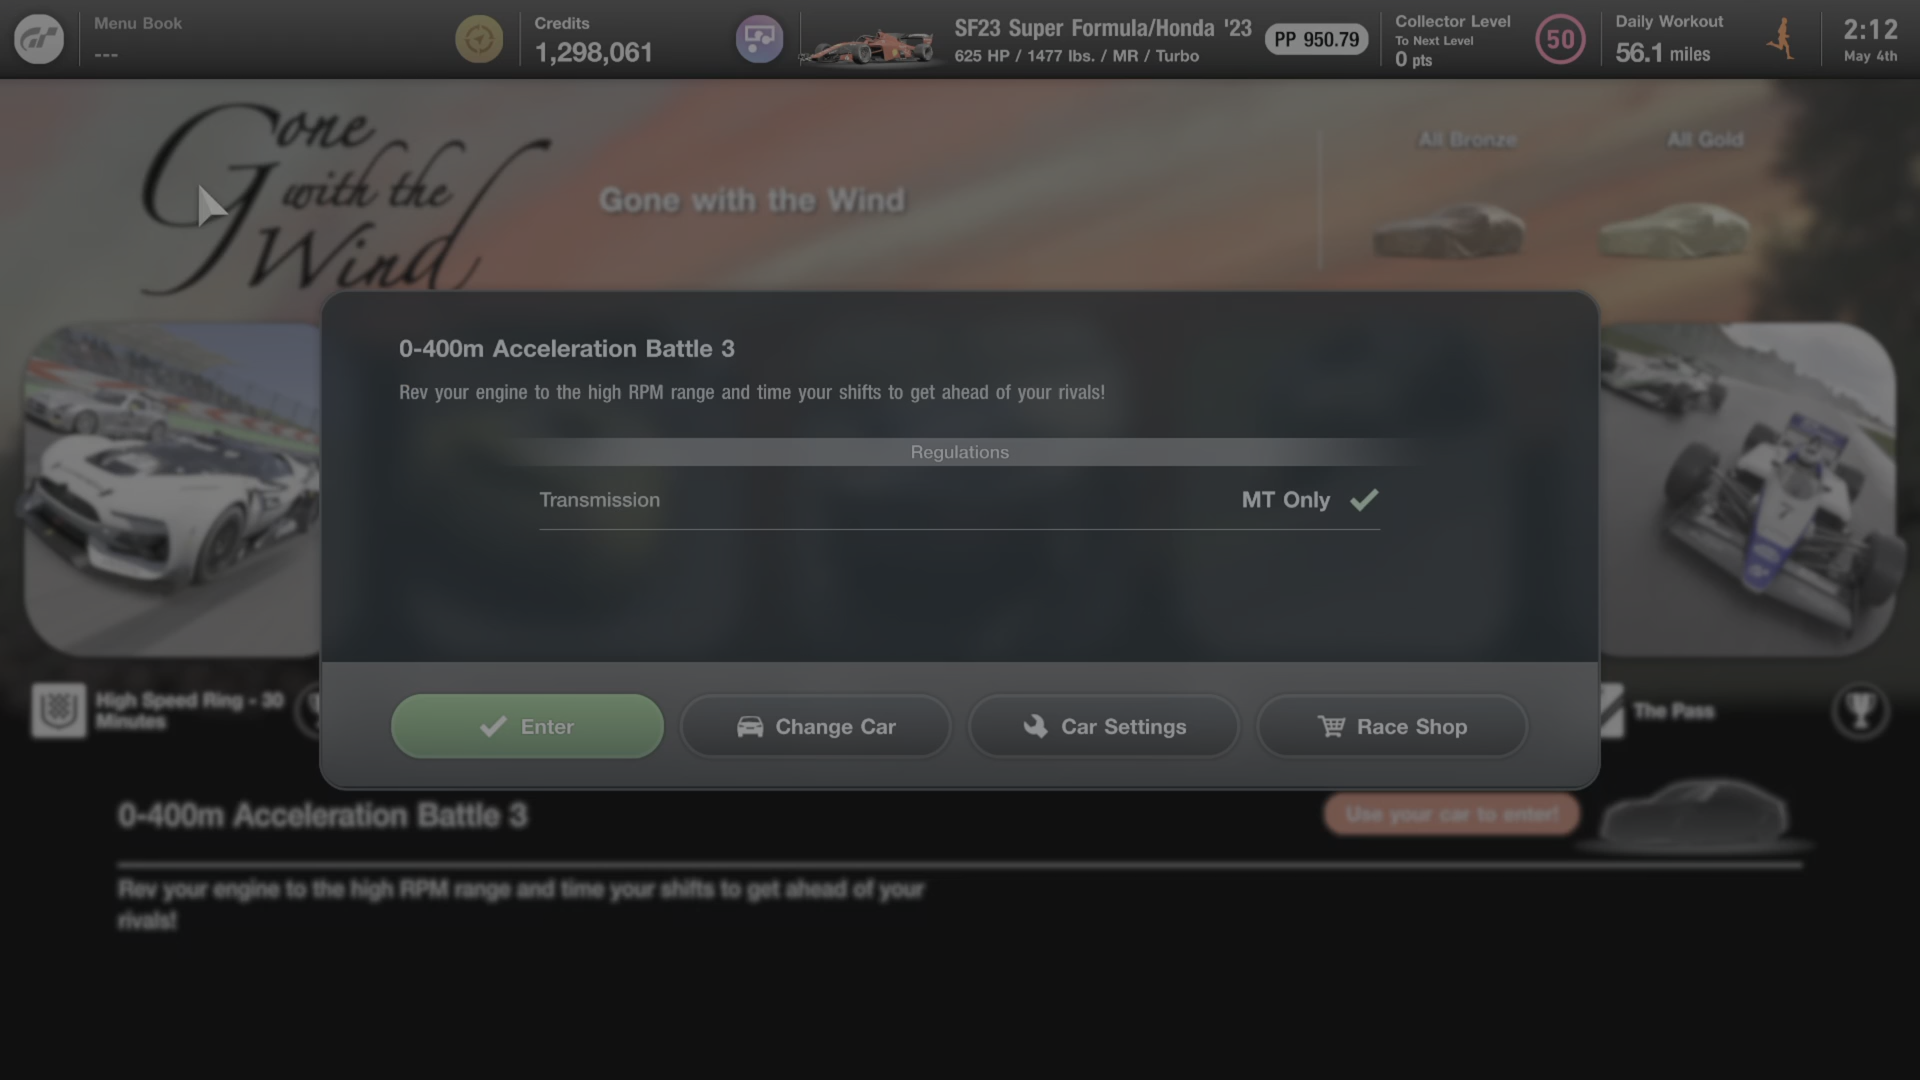 Menu Book
---
Credits
1,298,061
SF23 Super Formula/Honda '23
625 HP / 1477 lbs. / MR / Turbo
PP 950.79
Collector Level
To Next Level
0 pts
50
Daily Workout
56.1 miles
2:12
May 4th
Gone
with the
Wind
Gone with the Wind
All Bronze
All Gold
0-400m Acceleration Battle 3
Rev your engine to the high RPM range and time your shifts to get ahead of your rivals!
Regulations
Transmission
MT Only
7
Enter
Change Car
Car Settings
Race Shop
High Speed Ring - 30
Minutes
The Pass
0-400m Acceleration Battle 3
Use your car to enter!
Rev your engine to the high RPM range and time your shifts to get ahead of your
rivals!